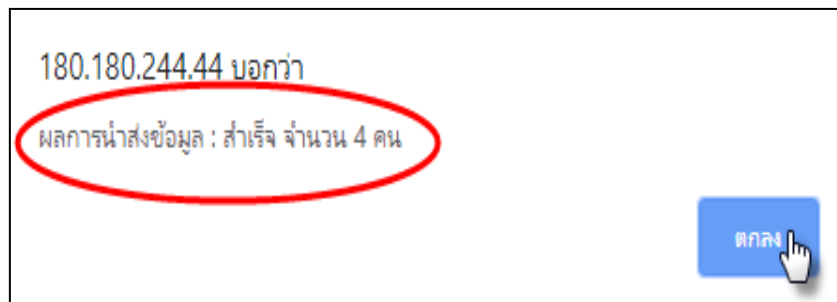 180.180.244.44 บอกว่า
ผลการนำส่งข้อมูล : สำเร็จ จำนวน 4 คน
ตกลง